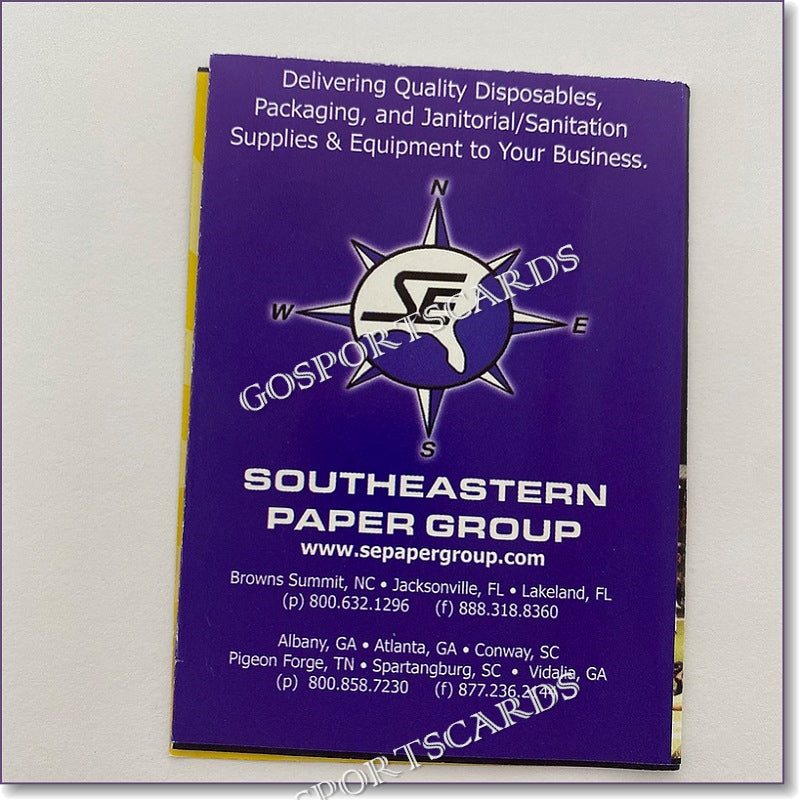 Delivering Quality Disposables,
Packaging, and Janitorial/Sanitation
Supplies & Equipment to Your Business.
N
W
SE
E
S
GOSPORTSCARDS
SOUTHEASTERN
PAPER GROUP
www.sepapergroup.com
Browns Summit, NC • Jacksonville, FL • Lakeland, FL
(p) 800.632.1296 (f) 888.318.8360
Albany, GA • Atlanta, GA • Conway, SC
Pigeon Forge, TN • Spartangburg, SC • Vidalia, GA
(p) 800.858.7230 (f)
OSPORTSCARDS